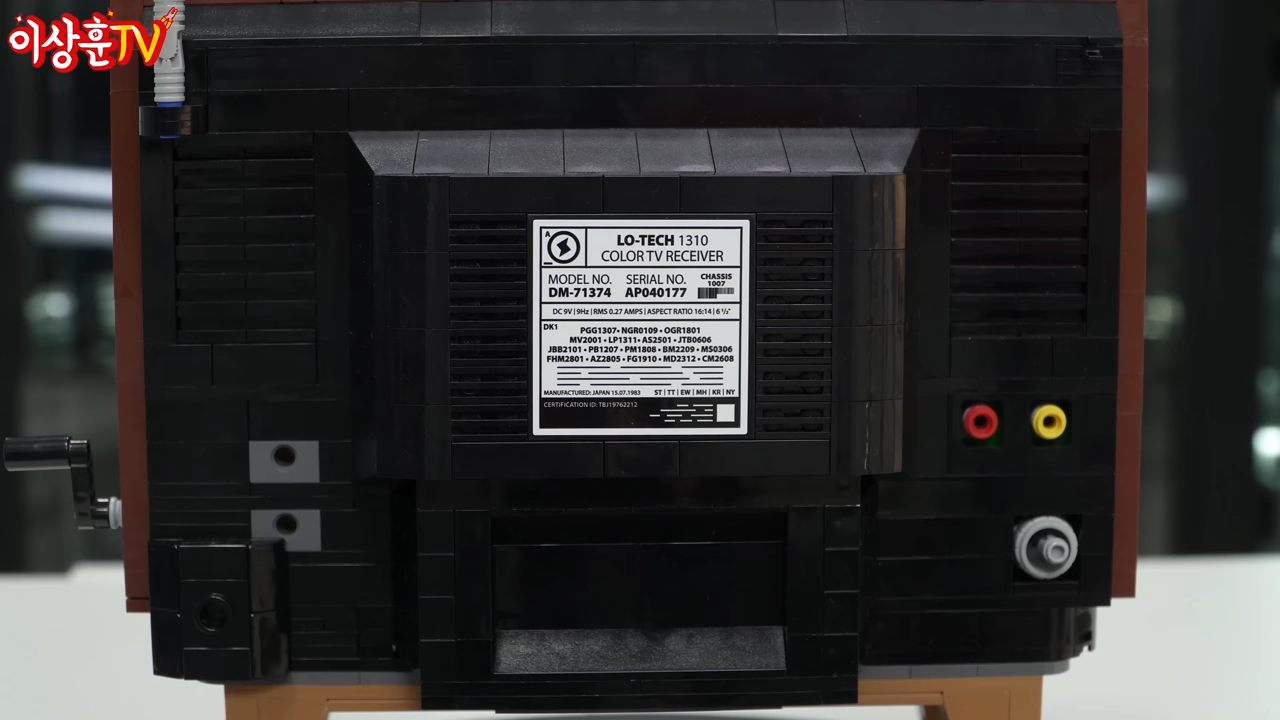 이상훈TV
A
LO-TECH 1310
COLOR TV RECEIVER
MODEL NO. SERIAL NO. CHASSIS
1007
DM-71374 AP040177
DC 9V | 9Hz | RMS 0.27 AMPS | ASPECT RATIO 16:14 | 6 ½"
DK1
PGG1307 • NGR0109 • OGR1801
MV2001 • LP1311 • AS2501 • JTB0606
JBB2101 • PB1207 • PM1808 • BM2209 • MS0306
FHM2801 • AZ2805 • FG1910 • MD2312 • CM2608
MANUFACTURED: JAPAN 15.07.1983 ST | TT | EW | MH | KR | NY
CERTIFICATION ID: TBJ19762212